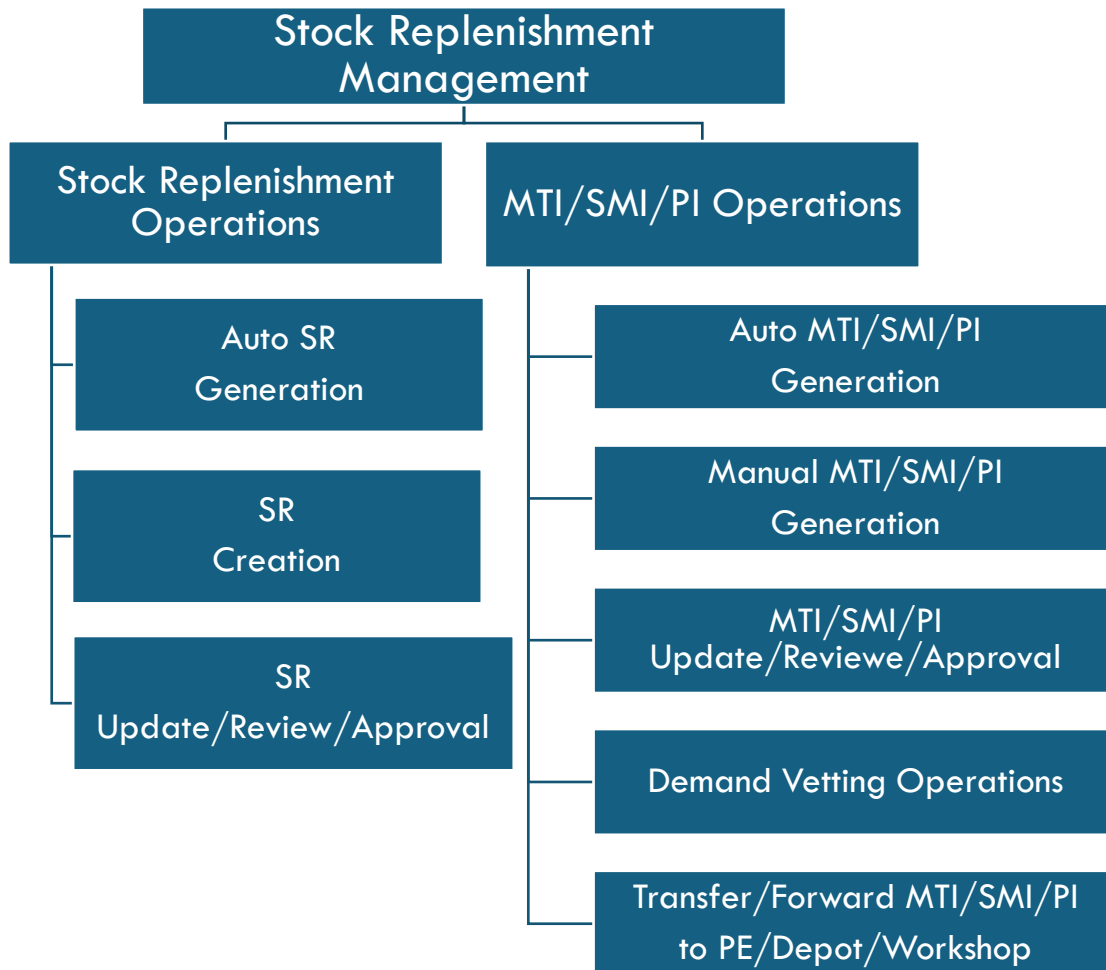 Stock Replenishment
Management
Stock Replenishment
Operations
Auto SR
Generation
SR
Creation
SR
Update/Review/Approval
MTI/SMI/PI Operations
Auto MTI/SMI/PI
Generation
Manual MTI/SMI/PI
Generation
MTI/SMI/PI
Update/Reviewe/Approval
Demand Vetting Operations
Transfer/Forward MTI/SMI/PI
to PE/Depot/Workshop